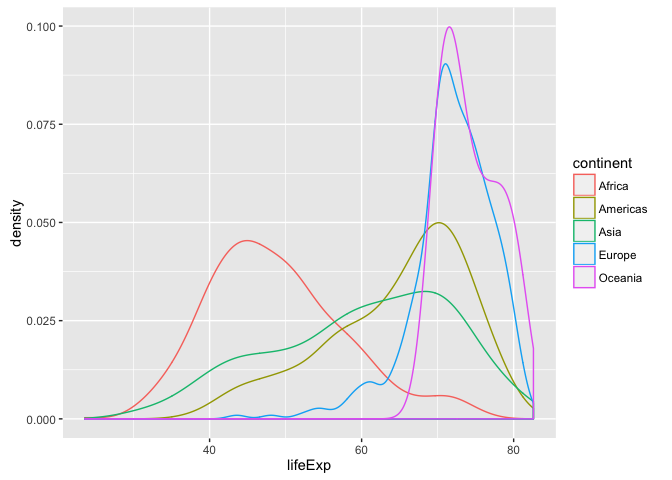 0.100
0.075
0.050
0.025
0.000
density
40
60
80
lifeExp
continent
Africa
Americas
Asia
Europe
Oceania